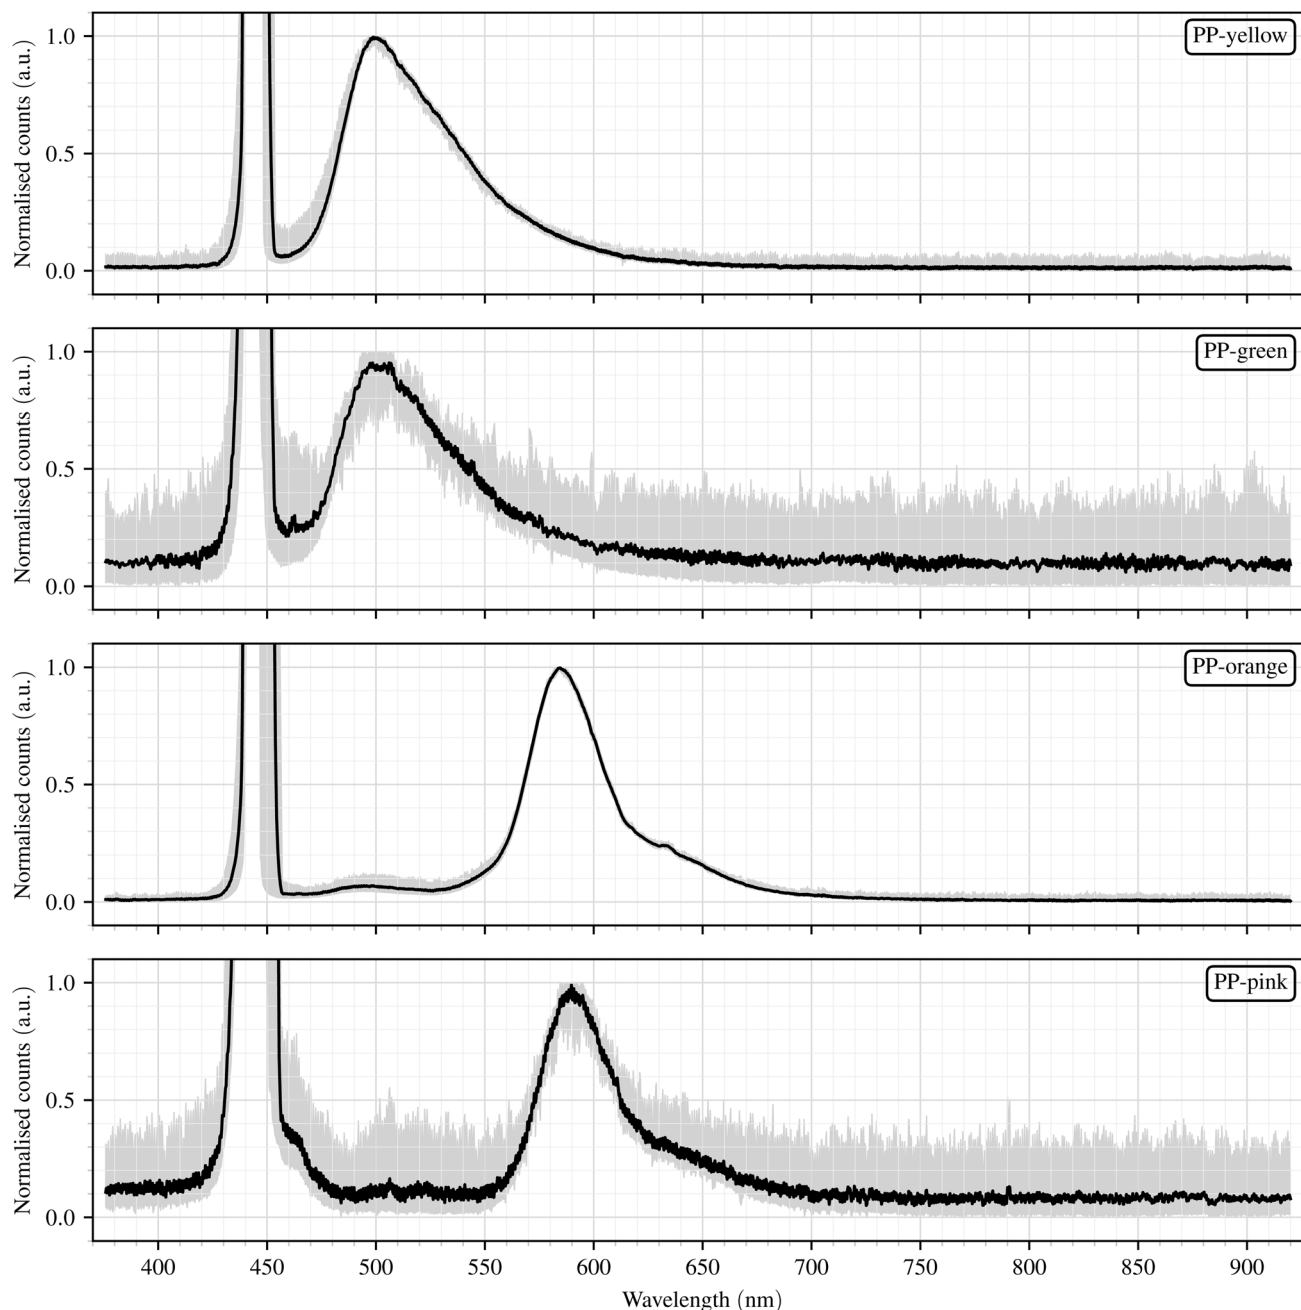 PP-yellow
Normalised counts (a.u.)
1.0
0.5
0.0
PP-green
Normalised counts (a.u.)
1.0
0.5
0.0
PP-orange
Normalised counts (a.u.)
1.0
0.5
0.0
PP-pink
Normalised counts (a.u.)
1.0
0.5
0.0
400 450 500 550 600 650 700 750 800 850 900
Wavelength (nm)